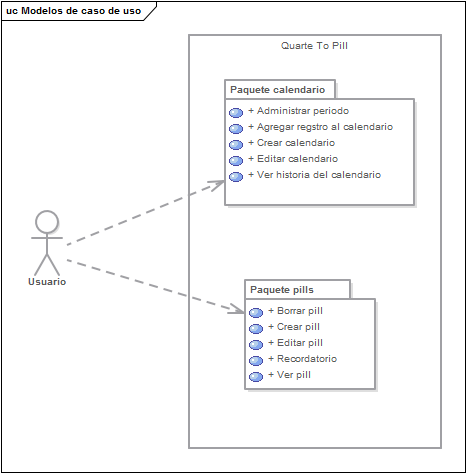 uc Modelos de caso de uso
Quarte To Pill
Paquete calendario
+ Administrar periodo
+ Agregar regstro al calendario
+ Crear calendario
+ Editar calendario
+ Ver historia del calendario
Usuario
Paquete pills
+ Borrar pill
+ Crear pill
+ Editar pill
+ Recordatorio
+ Ver pill